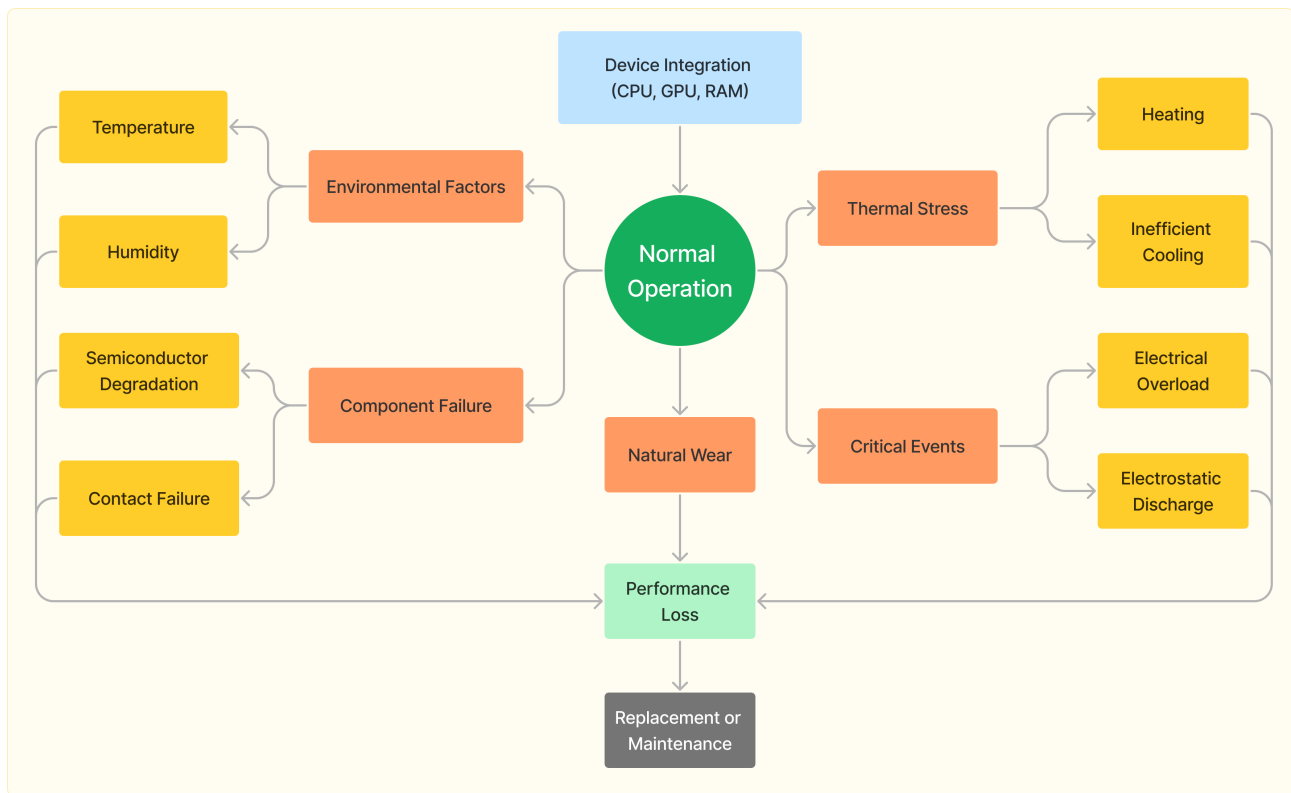 Device Integration
(CPU, GPU, RAM)
Temperature
Humidity
Semiconductor
Degradation
Contact Failure
Environmental Factors
Component Failure
Normal
Operation
Natural Wear
Performance
Loss
Replacement or
Maintenance
Thermal Stress
Critical Events
Heating
Inefficient
Cooling
Electrical
Overload
Electrostatic
Discharge